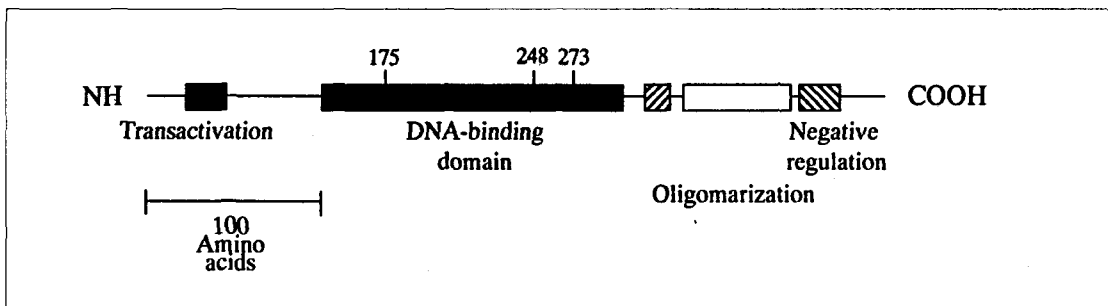 175
248 273
NH
COOH
Transactivation
DNA-binding
domain
Negative
regulation
Oligomarization
100
Amino
acids